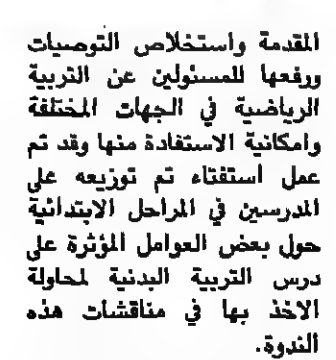 المقدمة واستخلاص التوصيات
ورفعها للمسئولين عن التربية
الرياضية في الجهات المختلفة
وامكانية الاستفادة منها وقد تم
عمل استفتاء تم توزيعه على
المدرسين في المراحل الابتدائية
حول بعض العوامل المؤثرة على
درس التربية البدنية لمحاولة
الاخذ بها في مناقشات هذه
الندوة.